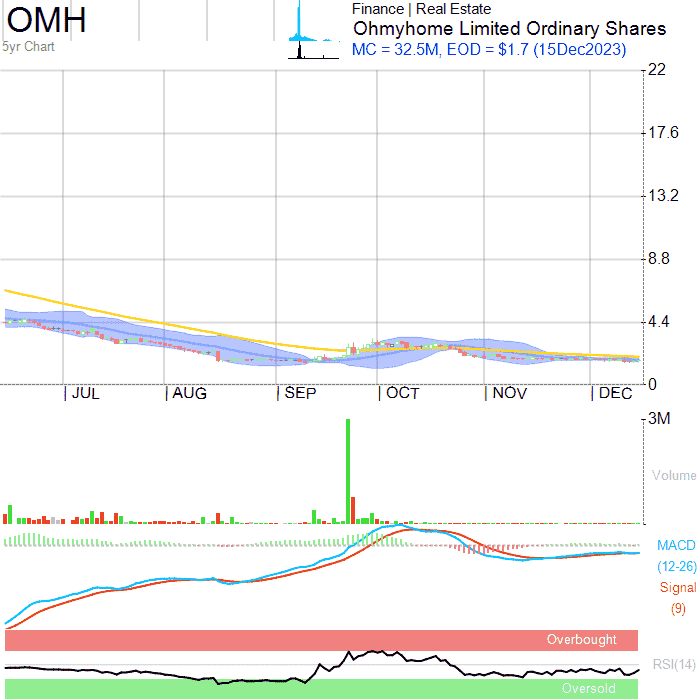 OMH
Finance | Real Estate
Ohmyhome Limited Ordinary Shares
5yr Chart
MC = 32.5M, EOD = $1.7 (15Dec2023)
22
17.6
13.2
8.8
4.4
0
JUL AUG SEP OCT NOV DEC
3M
Volume
MACD
(12-26)
Signal
(9)
Overbought
RSI(14)
Oversold